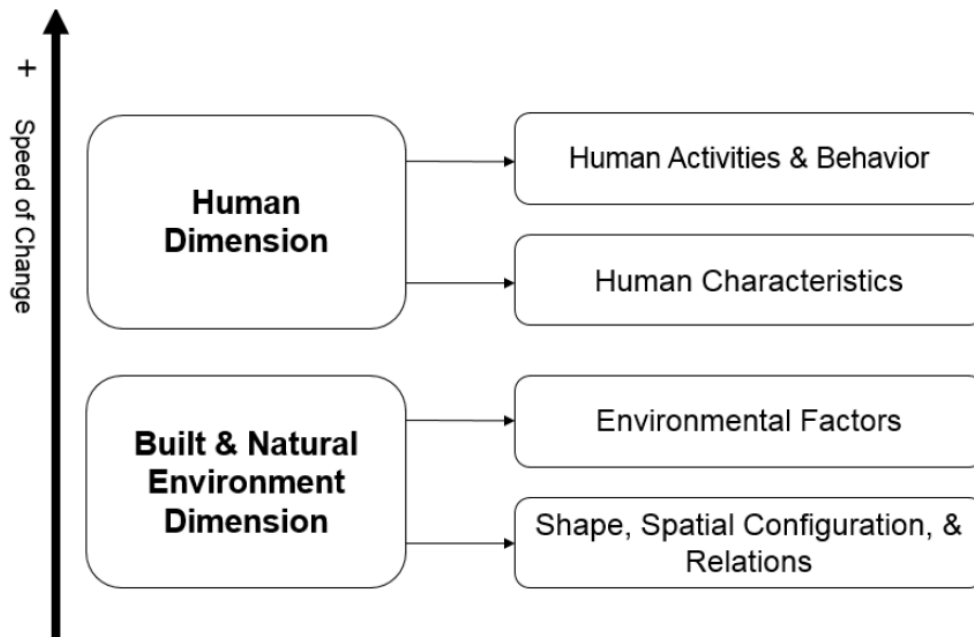 +
Speed of Change
Human
Dimension
Human Activities & Behavior
Human Characteristics
Built & Natural
Environment
Dimension
Environmental Factors
Shape, Spatial Configuration, &
Relations